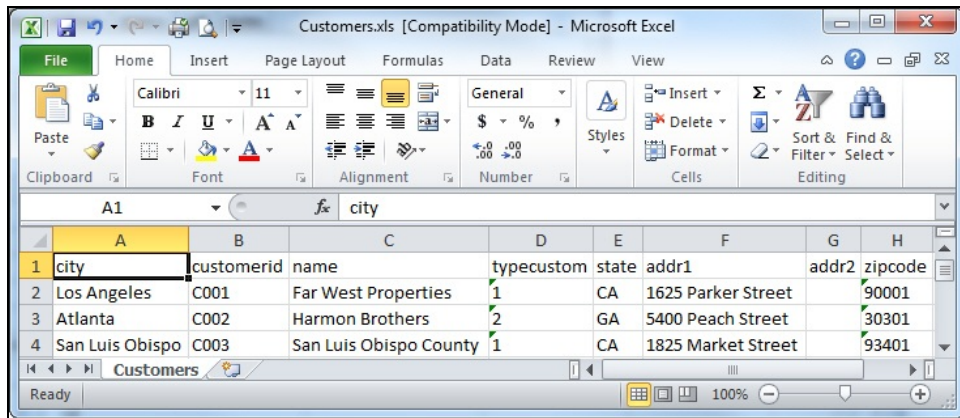 Customers.xls [Compatibility Mode] - Microsoft Excel
File Home Insert Page Layout Formulas Data Review View
Calibri 11 General Insert Σ
B I U A A $ % , Delete
Paste Styles Format Sort & Filter Find & Select
A .00 .00
Clipboard Font Alignment Number Cells Editing
A1 fx city
A B C D E F G H
1 city customerid name typecustom state addr1 addr2 zipcode
2 Los Angeles C001 Far West Properties 1 CA 1625 Parker Street 90001
3 Atlanta C002 Harmon Brothers 2 GA 5400 Peach Street 30301
4 San Luis Obispo C003 San Luis Obispo County 1 CA 1825 Market Street 93401
Customers
Ready 100%